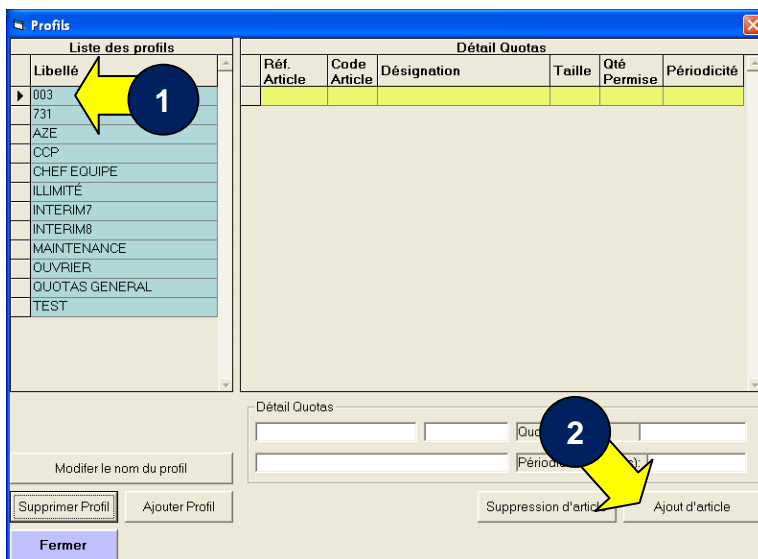 Profils
Liste des profils
Libellé
003
731
AZE
CCP
CHEF EQUIPE
ILLIMITÉ
INTERIM7
INTERIM8
MAINTENANCE
OUVRIER
QUOTAS GENERAL
TEST
1
Détail Quotas
Réf. Article
Code Article
Désignation
Taille
Qté Permise
Périodicité
Détail Quotas
2
Modifer le nom du profil
Supprimer Profil
Ajouter Profil
Suppression d'article
Ajout d'article
Fermer